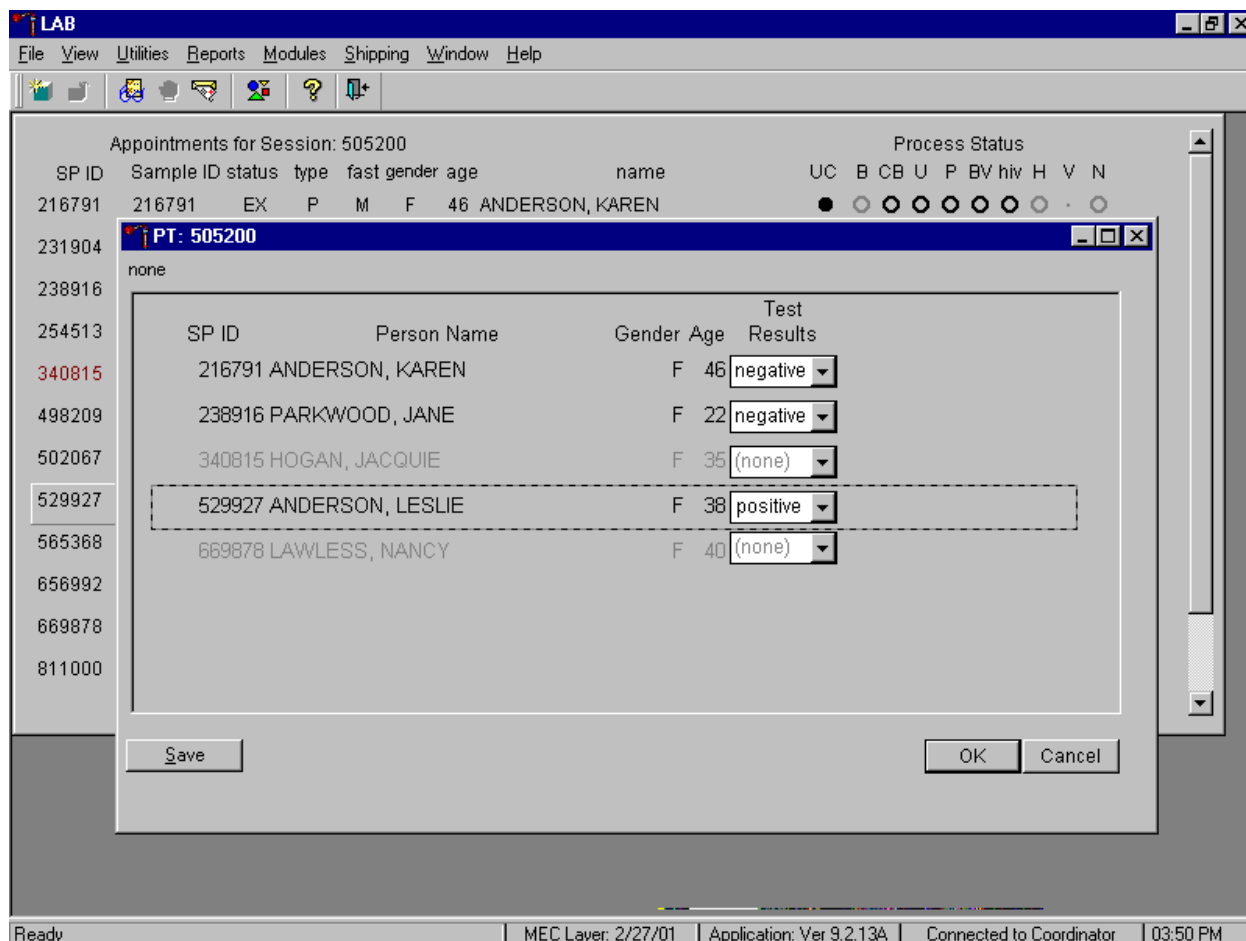 LAB
File View Utilities Reports Modules Shipping Window Help
Appointments for Session: 505200 Process Status
SP ID Sample ID status type fast gender age name UC B CB U P BV hiv H V N
216791 216791 EX P M F 46 ANDERSON, KAREN
231904
238916
254513
340815
498209
502067
529927
565368
656992
669878
811000
PT: 505200
none
Test
SP ID Person Name Gender Age Results
216791 ANDERSON, KAREN F 46 negative
238916 PARKWOOD, JANE F 22 negative
340815 HOGAN, JACQUIE F 35 (none)
529927 ANDERSON, LESLIE F 38 positive
669878 LAWLESS, NANCY F 40 (none)
Save OK Cancel
Ready MEC Layer: 2/27/01 Application: Ver 9.2.13A Connected to Coordinator 03:50 PM